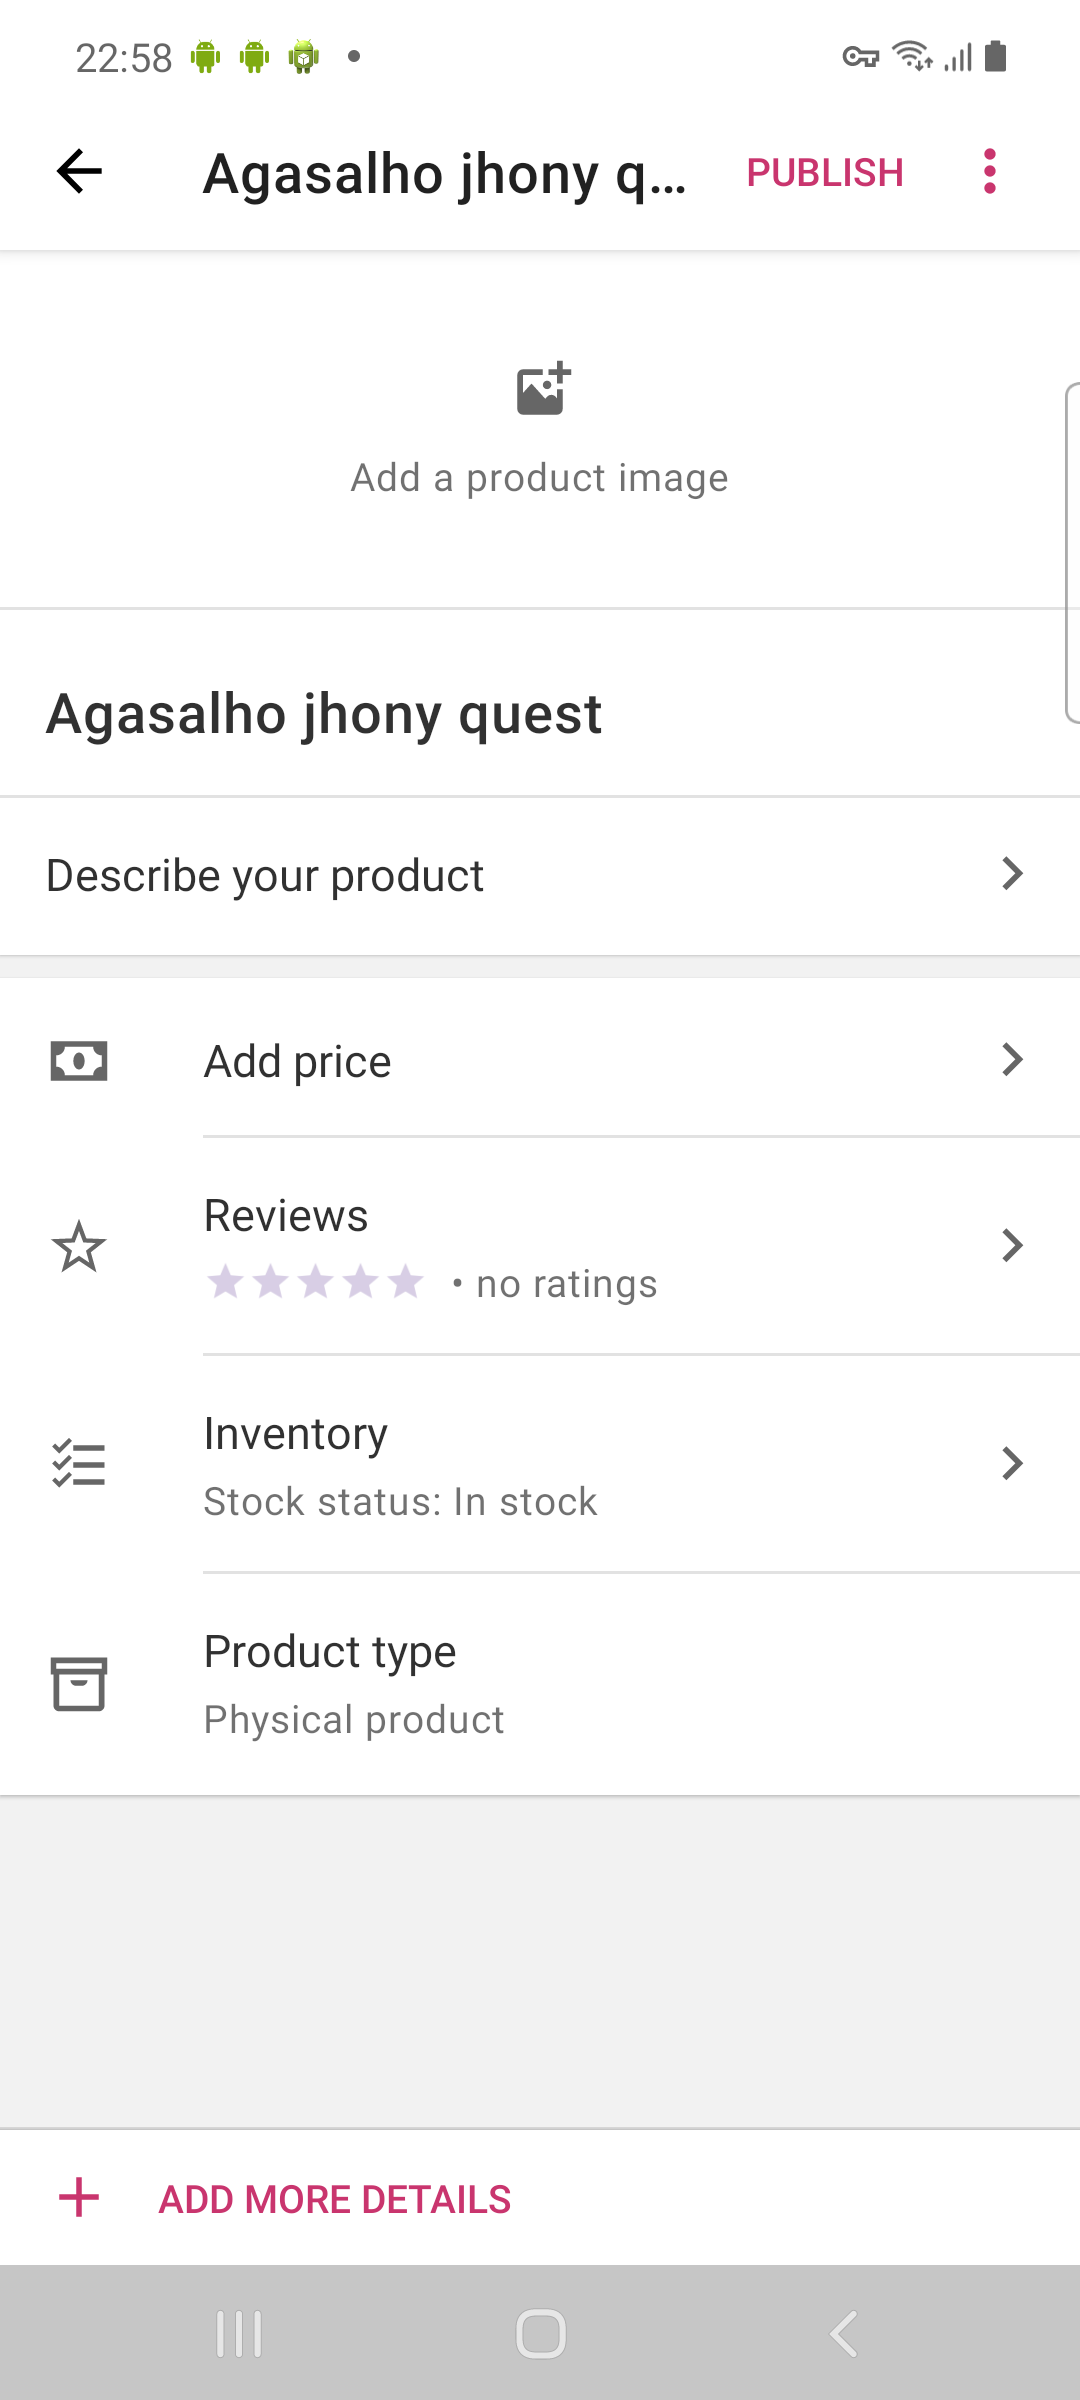 22:58
Agasalho jhony q...
PUBLISH
Add a product image
Agasalho jhony quest
Describe your product
Add price
Reviews
• no ratings
Inventory
Stock status: In stock
Product type
Physical product
ADD MORE DETAILS